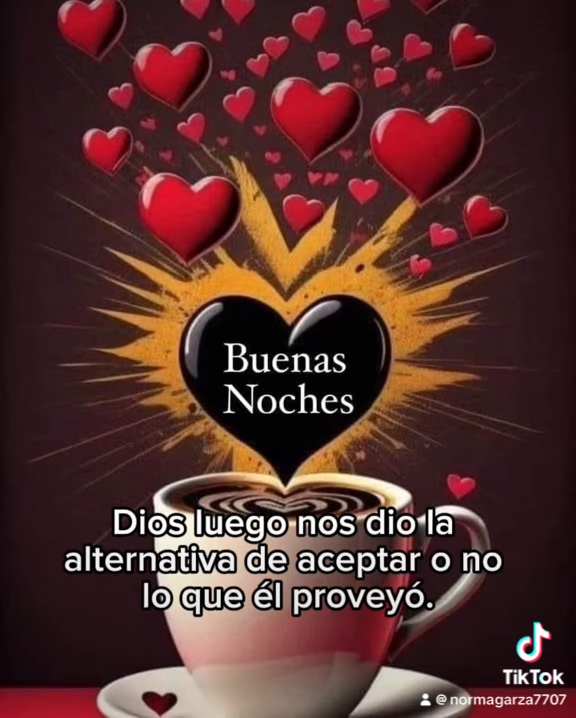 Buenas
Noches
Dios luego nos dio la
alternativa de aceptar o no
lo que él proveyó.
TikTok
@normagarza7707